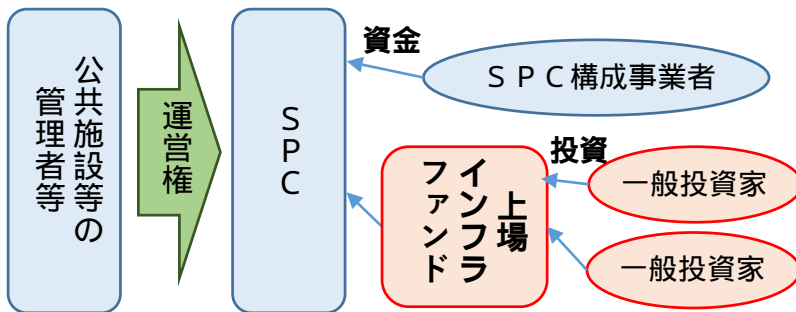 公共施設等の
管理者等
運営権
ＳＰＣ
資金
ＳＰＣ構成事業者
上場
インフラ
ファンド
投資
一般投資家
一般投資家